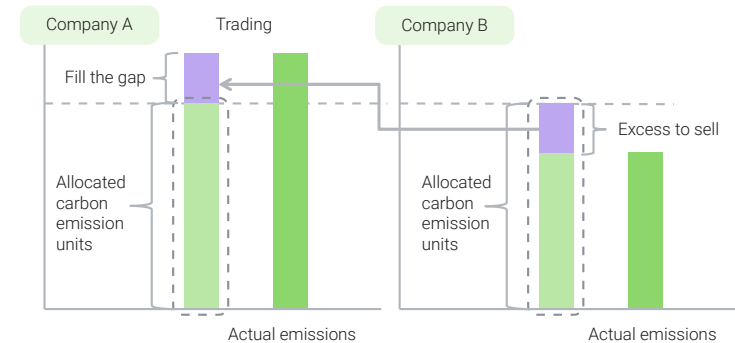 Company A
Trading
Company B
Fill the gap
Excess to sell
Allocated
carbon
emission
units
Allocated
carbon
emission
units
Actual emissions
Actual emissions